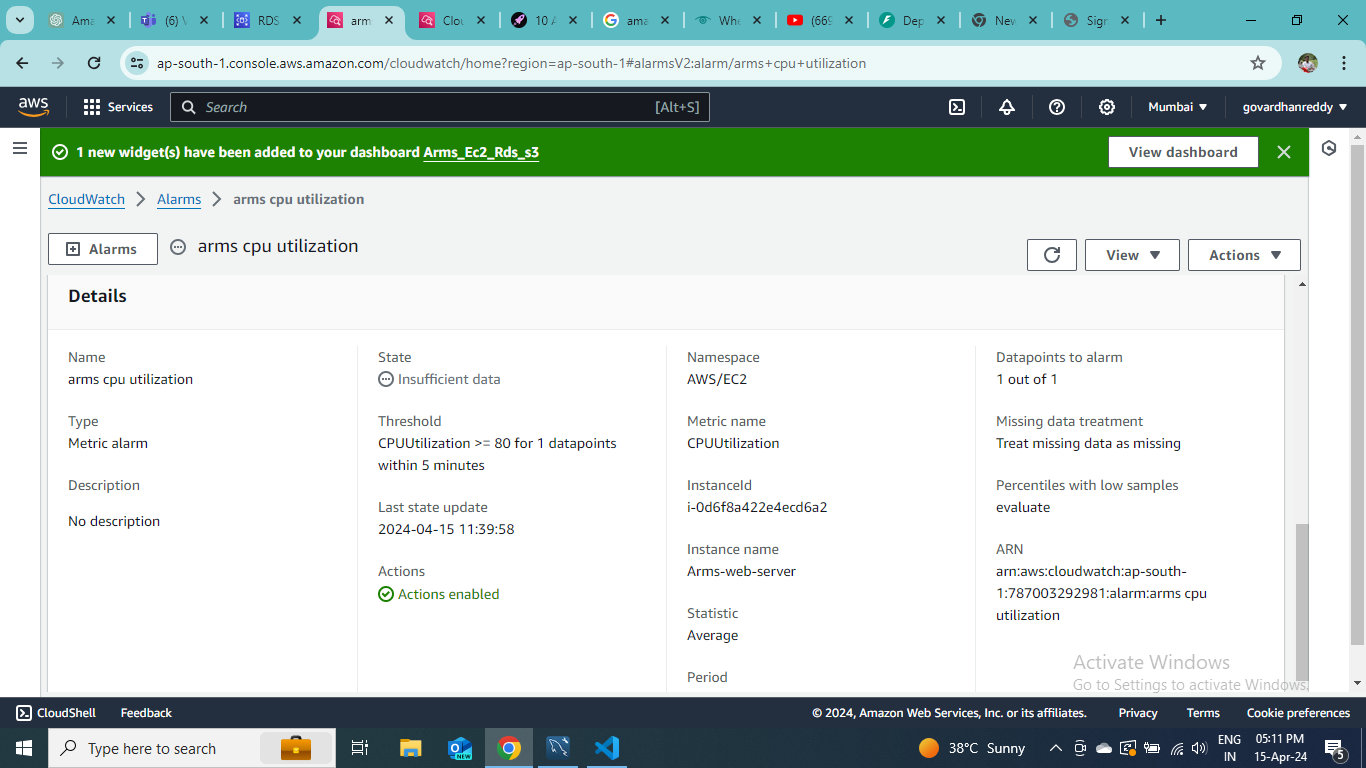 Ama
(6) V
RDS
arm
Clou
10 A
ama
Whe
(669
Dep
New
Sign
ap-south-1.console.aws.amazon.com/cloudwatch/home?region=ap-south-1#alarmsV2:alarm/arms+cpu+utilization
aws
Services
Search
[Alt+S]
Mumbai
govardhanreddy
1 new widget(s) have been added to your dashboard Arms_Ec2_Rds_s3
View dashboard
CloudWatch
Alarms
arms cpu utilization
Alarms
arms cpu utilization
View
Actions
Details
Name
arms cpu utilization
Type
Metric alarm
Description
No description
State
Insufficient data
Threshold
CPUUtilization >= 80 for 1 datapoints
within 5 minutes
Last state update
2024-04-15 11:39:58
Actions
Actions enabled
Namespace
AWS/EC2
Metric name
CPUUtilization
InstanceId
i-0d6f8a422e4ecd6a2
Instance name
Arms-web-server
Statistic
Average
Period
Datapoints to alarm
1 out of 1
Missing data treatment
Treat missing data as missing
Percentiles with low samples
evaluate
ARN
arn:aws:cloudwatch:ap-south-
1:787003292981:alarm:arms cpu
utilization
Activate Windows
Go to Settings to activate Windows.
CloudShell
Feedback
© 2024, Amazon Web Services, Inc. or its affiliates.
Privacy
Terms
Cookie preferences
Type here to search
NEW
38°C Sunny
ENG
IN
05:11 PM
15-Apr-24
5